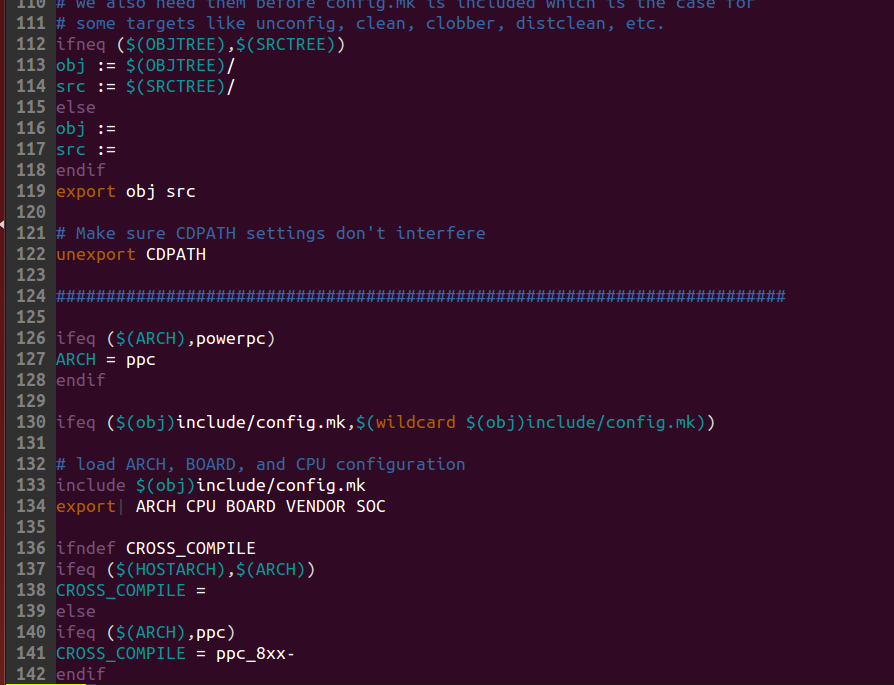 110 # we also need them before config.mk is included which is the case for
111 # some targets like unconfig, clean, clobber, distclean, etc.
112 ifneq ($(OBJTREE),$(SRCTREE))
113 obj := $(OBJTREE)/
114 src := $(SRCTREE)/
115 else
116 obj :=
117 src :=
118 endif
119 export obj src
120
121 # Make sure CDPATH settings don't interfere
122 unexport CDPATH
123
124 #########################################################################
125
126 ifeq ($(ARCH),powerpc)
127 ARCH = ppc
128 endif
129
130 ifeq ($(obj)include/config.mk,$(wildcard $(obj)include/config.mk))
131
132 # load ARCH, BOARD, and CPU configuration
133 include $(obj)include/config.mk
134 export| ARCH CPU BOARD VENDOR SOC
135
136 ifndef CROSS_COMPILE
137 ifeq ($(HOSTARCH),$(ARCH))
138 CROSS_COMPILE =
139 else
140 ifeq ($(ARCH),ppc)
141 CROSS_COMPILE = ppc_8xx-
142 endif